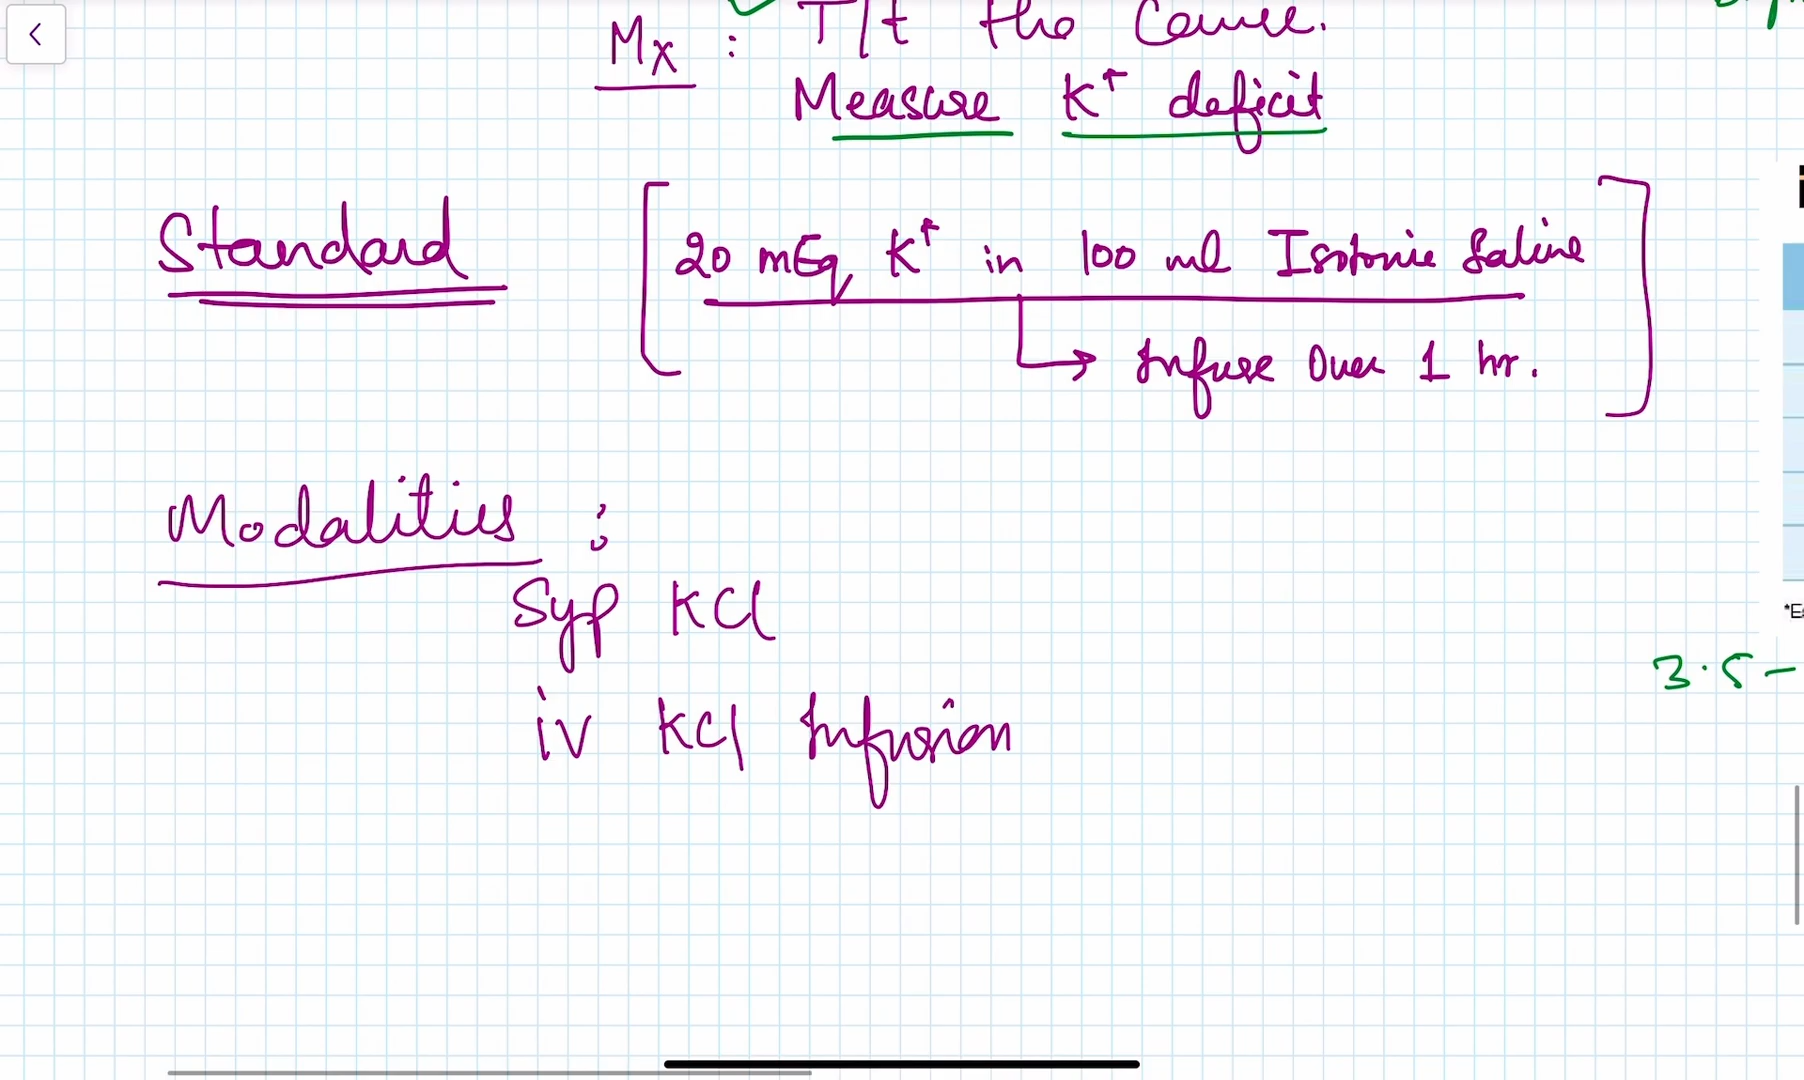 Mx : T/t the Cause.
Measure K⁺ deficit
Standard [20 mEq K⁺ in 100 ml Isotonic Saline]
→ Infuse Over 1 hr.
Modalities :
Syp KCl
iv KCl Infusion
*E
3.5 –